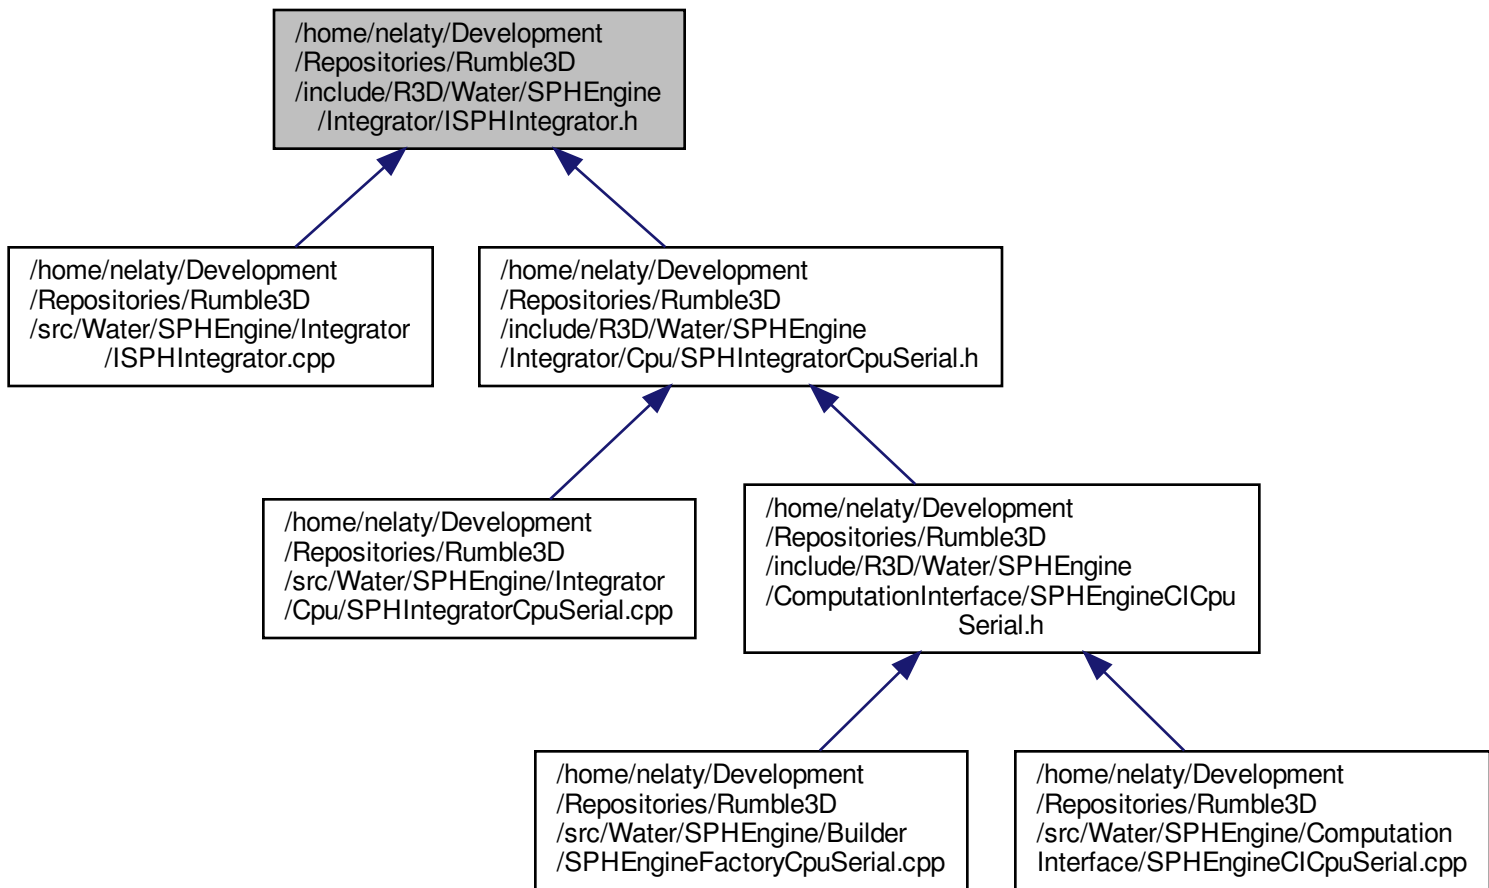 /home/nelaty/Development
/Repositories/Rumble3D
/include/R3D/Water/SPHEngine
/Integrator/ISPHIntegrator.h
/home/nelaty/Development
/Repositories/Rumble3D
/src/Water/SPHEngine/Integrator
/ISPHIntegrator.cpp
/home/nelaty/Development
/Repositories/Rumble3D
/include/R3D/Water/SPHEngine
/Integrator/Cpu/SPHIntegratorCpuSerial.h
/home/nelaty/Development
/Repositories/Rumble3D
/src/Water/SPHEngine/Integrator
/Cpu/SPHIntegratorCpuSerial.cpp
/home/nelaty/Development
/Repositories/Rumble3D
/include/R3D/Water/SPHEngine
/ComputationInterface/SPHEngineCICpu
Serial.h
/home/nelaty/Development
/Repositories/Rumble3D
/src/Water/SPHEngine/Builder
/SPHEngineFactoryCpuSerial.cpp
/home/nelaty/Development
/Repositories/Rumble3D
/src/Water/SPHEngine/Computation
Interface/SPHEngineCICpuSerial.cpp